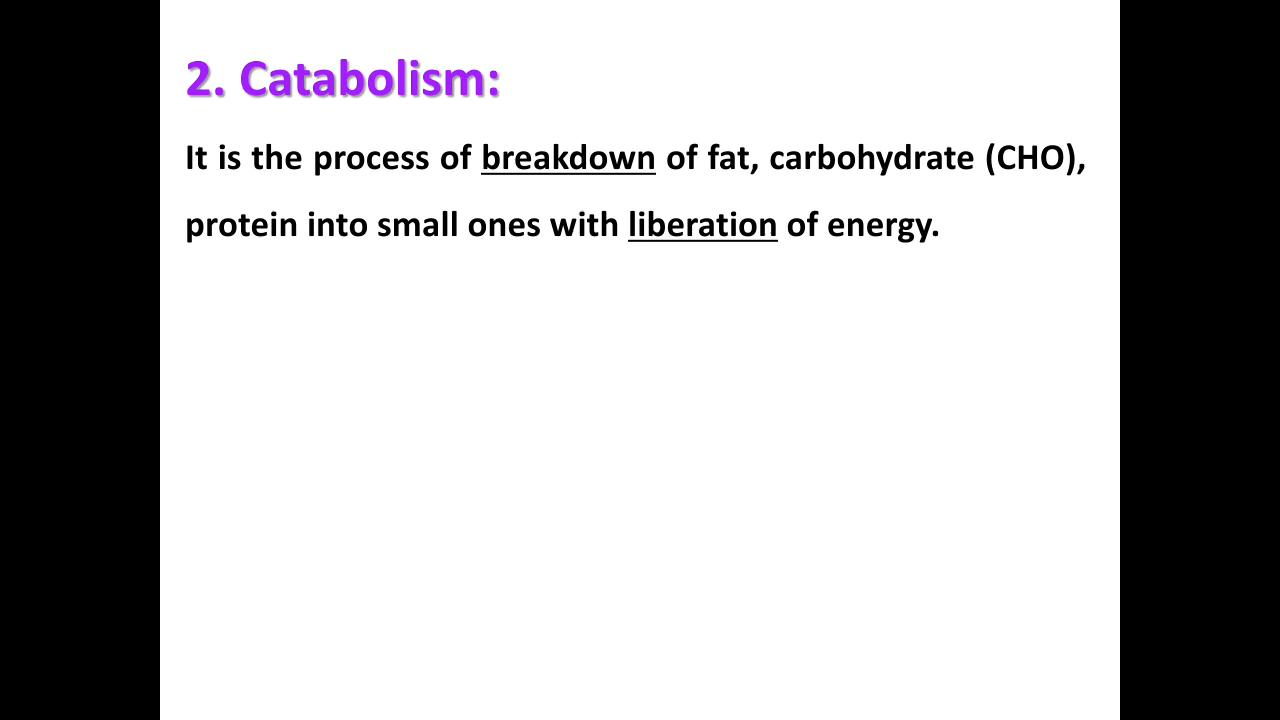 2. Catabolism:
It is the process of breakdown of fat, carbohydrate (CHO),
protein into small ones with liberation of energy.